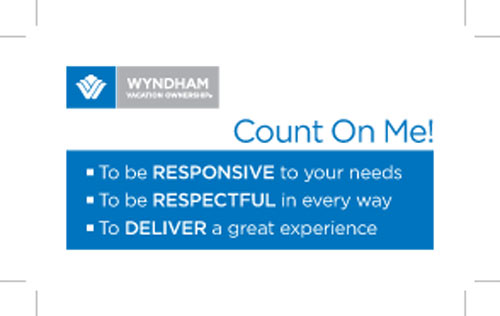 WYNDHAM
VACATION OWNERSHIP
Count On Me!
▪ To be RESPONSIVE to your needs
▪ To be RESPECTFUL in every way
▪ To DELIVER a great experience